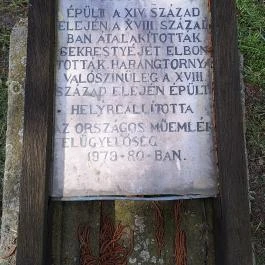 ÉPÜLT A XIV. SZÁZAD
ELEJÉN A XVIII. SZÁZAD
BAN ÁTALAKÍTOTTÁK
SEKRESTYÉJÉT ELBON
TOTTÁK. HARANGTORNYA
VALÓSZÍNŰLEG A XVIII.
SZÁZAD ELEJÉN ÉPÜLT
• HELYREÁLLÍTOTTA
AZ ORSZÁGOS MŰEMLÉK
FELÜGYELŐSÉG
1979-80-BAN.